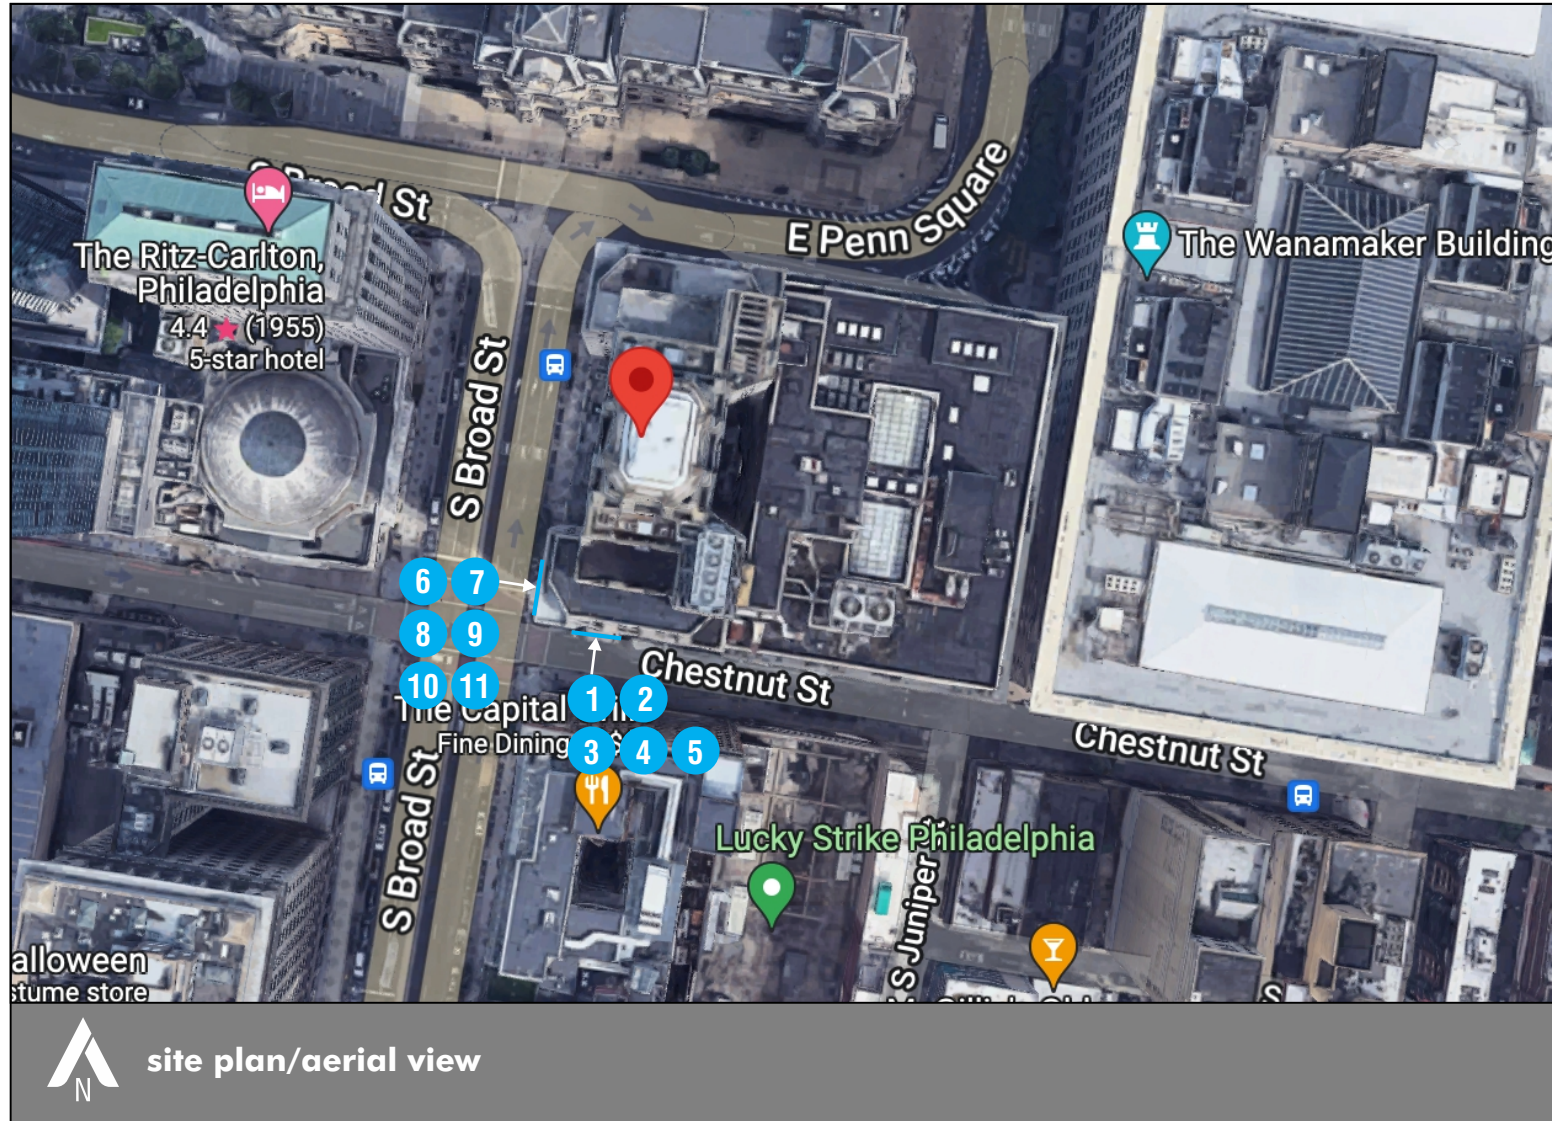 S Broad St
The Ritz-Carlton,
Philadelphia
4.4 ★ (1955)
5-star hotel
E Penn Square
The Wanamaker Building
S Broad St
6 7
8 9
10 11
Chestnut St
1 2
The Capital
Fine Dining
3 4 5
Chestnut St
S Broad St
Lucky Strike Philadelphia
S Juniper
alloween
stume store
S
N
site plan/aerial view